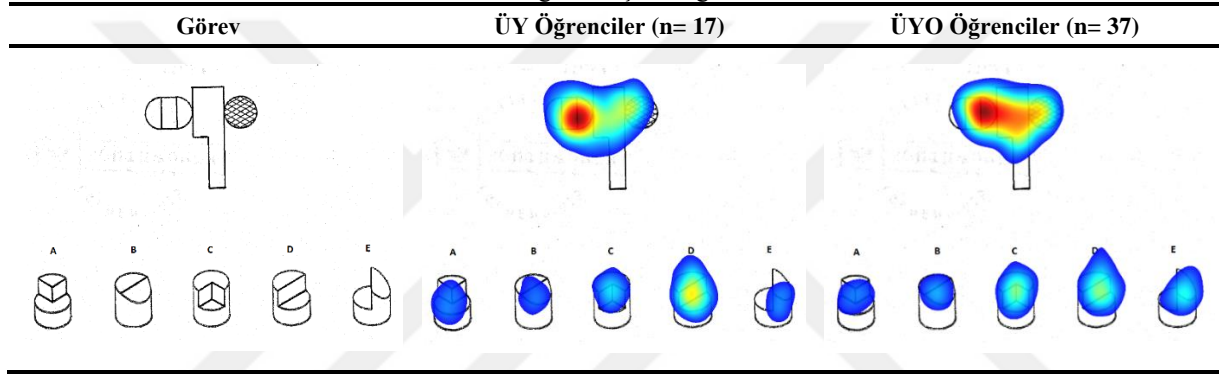 Görev ÜY Öğrenciler (n= 17) ÜYO Öğrenciler (n= 37)
A B C D E A B C D E A B C D E